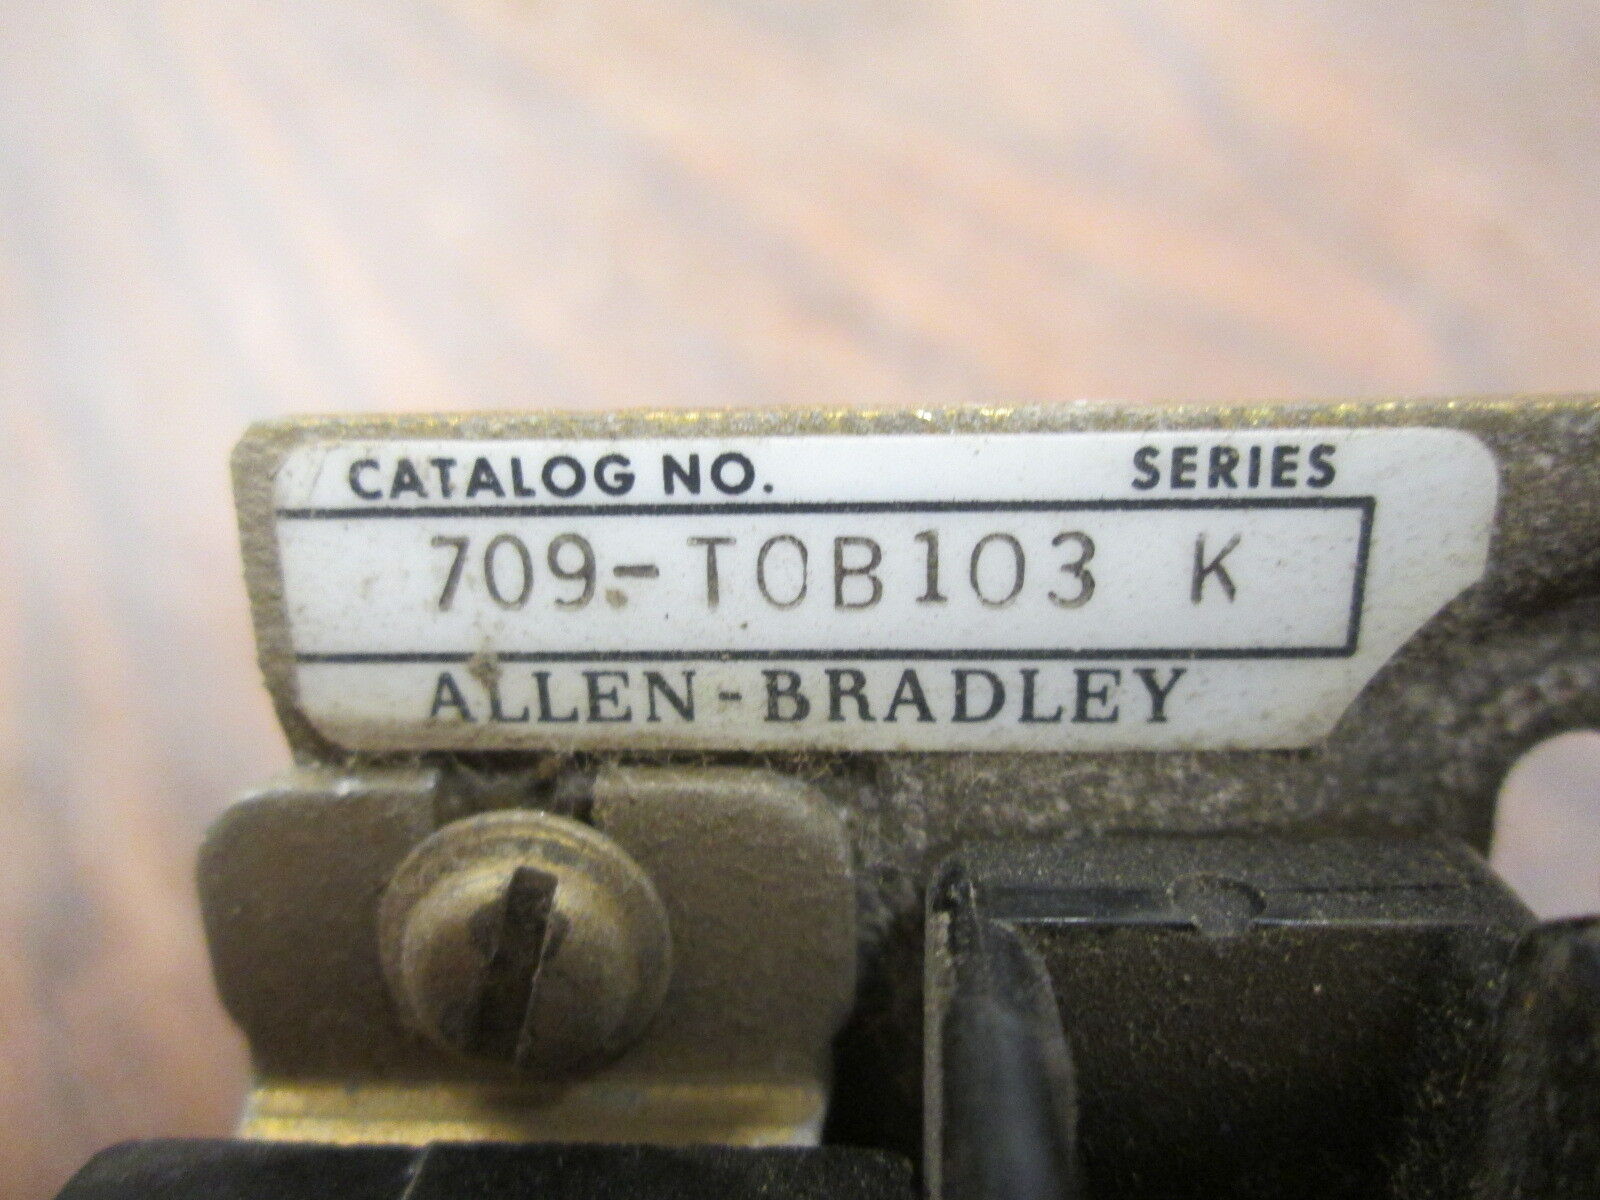 CATALOG NO. SERIES
709-TOB103 K
ALLEN-BRADLEY